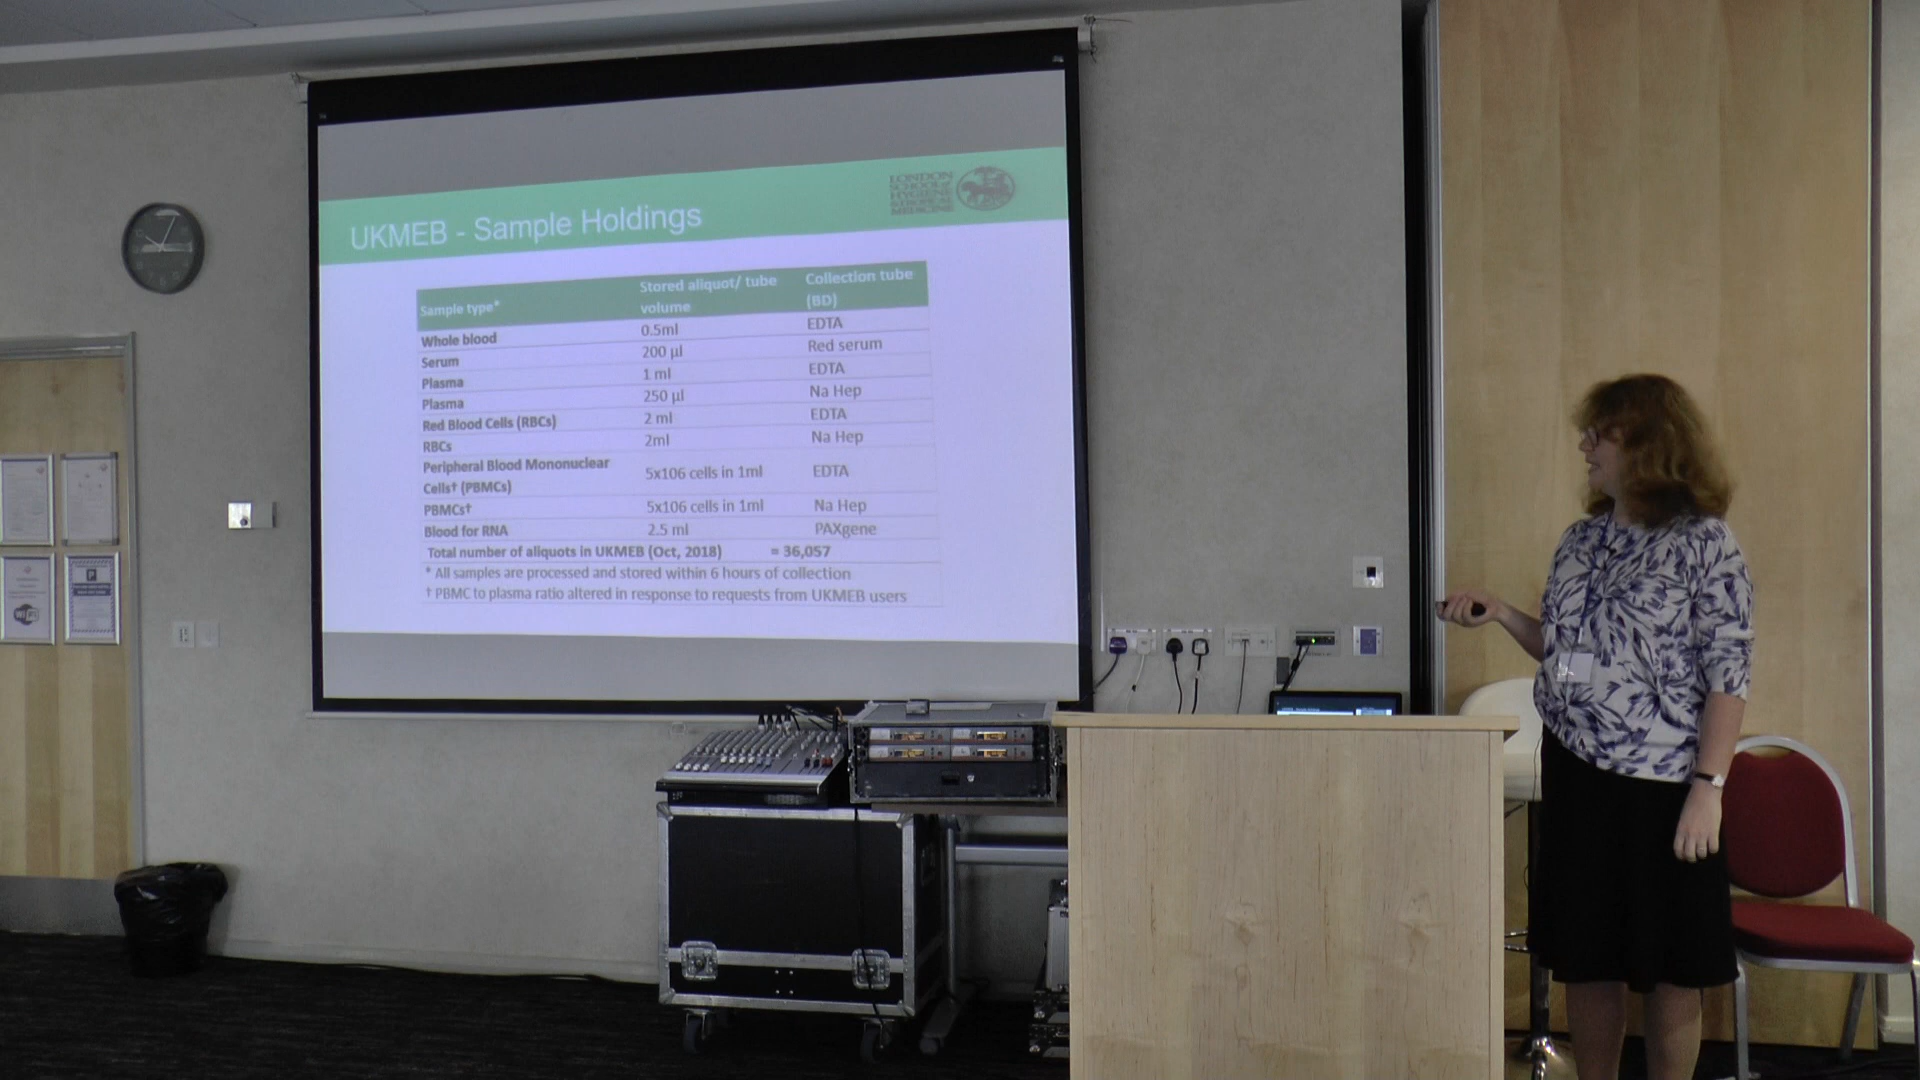 UKMEB - Sample Holdings
LONDON
SCHOOL of
HYGIENE
& TROPICAL
MEDICINE
Sample type* Stored aliquot/ tube volume Collection tube (BD)
Whole blood 0.5ml EDTA
Serum 200 µl Red serum
Plasma 1 ml EDTA
Plasma 250 µl Na Hep
Red Blood Cells (RBCs) 2 ml EDTA
RBCs 2ml Na Hep
Peripheral Blood Mononuclear Cells† (PBMCs) 5x106 cells in 1ml EDTA
PBMCs† 5x106 cells in 1ml Na Hep
Blood for RNA 2.5 ml PAXgene
Total number of aliquots in UKMEB (Oct, 2018) = 36,057
* All samples are processed and stored within 6 hours of collection
† PBMC to plasma ratio altered in response to requests from UKMEB users
WiFi
P